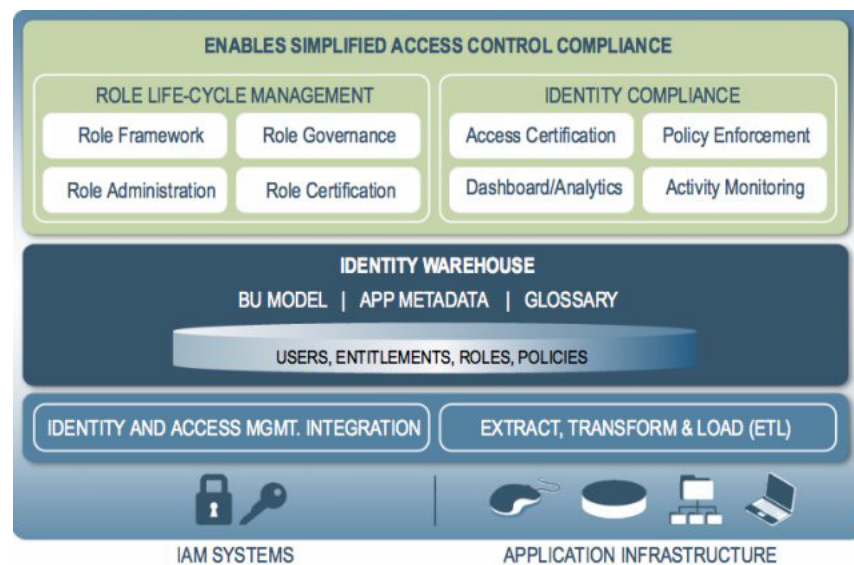 ENABLES SIMPLIFIED ACCESS CONTROL COMPLIANCE
ROLE LIFE-CYCLE MANAGEMENT
Role Framework
Role Governance
Role Administration
Role Certification
IDENTITY COMPLIANCE
Access Certification
Policy Enforcement
Dashboard/Analytics
Activity Monitoring
IDENTITY WAREHOUSE
BU MODEL | APP METADATA | GLOSSARY
USERS, ENTITLEMENTS, ROLES, POLICIES
IDENTITY AND ACCESS MGMT. INTEGRATION
EXTRACT, TRANSFORM & LOAD (ETL)
IAM SYSTEMS
APPLICATION INFRASTRUCTURE